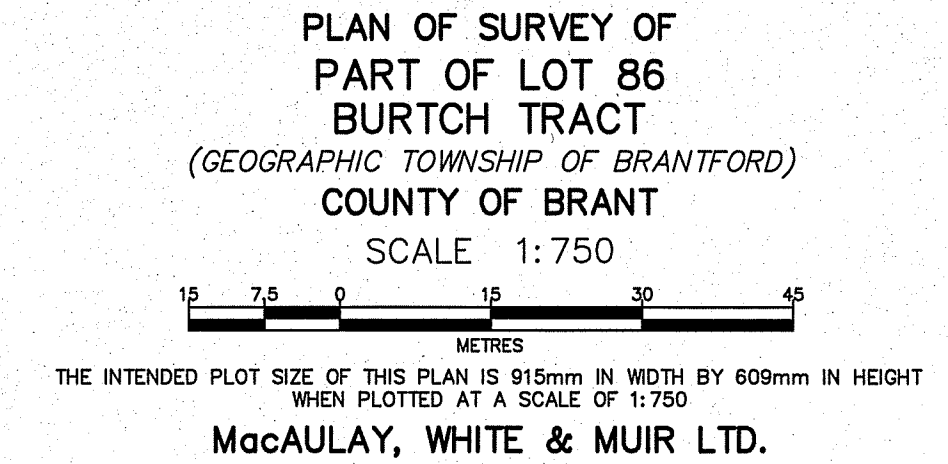 PLAN OF SURVEY OF
PART OF LOT 86
BURTCH TRACT
(GEOGRAPHIC TOWNSHIP OF BRANTFORD)
COUNTY OF BRANT
SCALE 1:750
15 7.5 0 15 30 45
METRES
THE INTENDED PLOT SIZE OF THIS PLAN IS 915mm IN WIDTH BY 609mm IN HEIGHT
WHEN PLOTTED AT A SCALE OF 1:750
MacAULAY, WHITE & MUIR LTD.